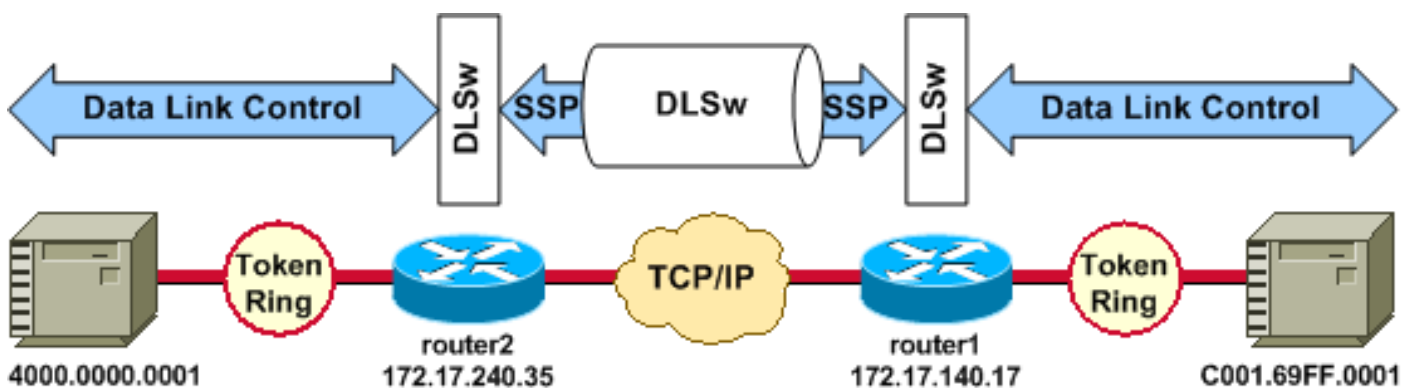 Data Link Control
DLSw
SSP
DLSw
SSP
DLSw
Data Link Control
Token
Ring
TCP/IP
Token
Ring
router2
router1
4000.0000.0001
172.17.240.35
172.17.140.17
C001.69FF.0001